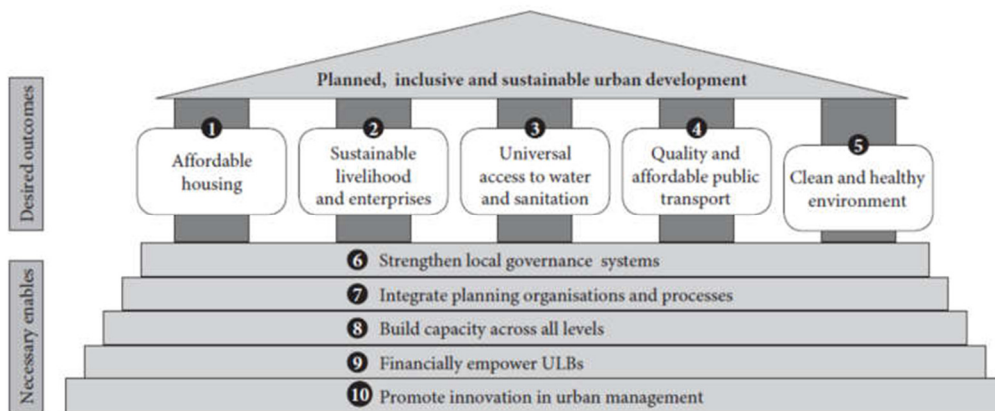 Planned, inclusive and sustainable urban development
Desired outcomes
1
Affordable
housing
2
Sustainable
livelihood
and enterprises
3
Universal
access to water
and sanitation
4
Quality and
affordable public
transport
5
Clean and healthy
environment
Necessary enables
6 Strengthen local governance systems
7 Integrate planning organisations and processes
8 Build capacity across all levels
9 Financially empower ULBs
10 Promote innovation in urban management